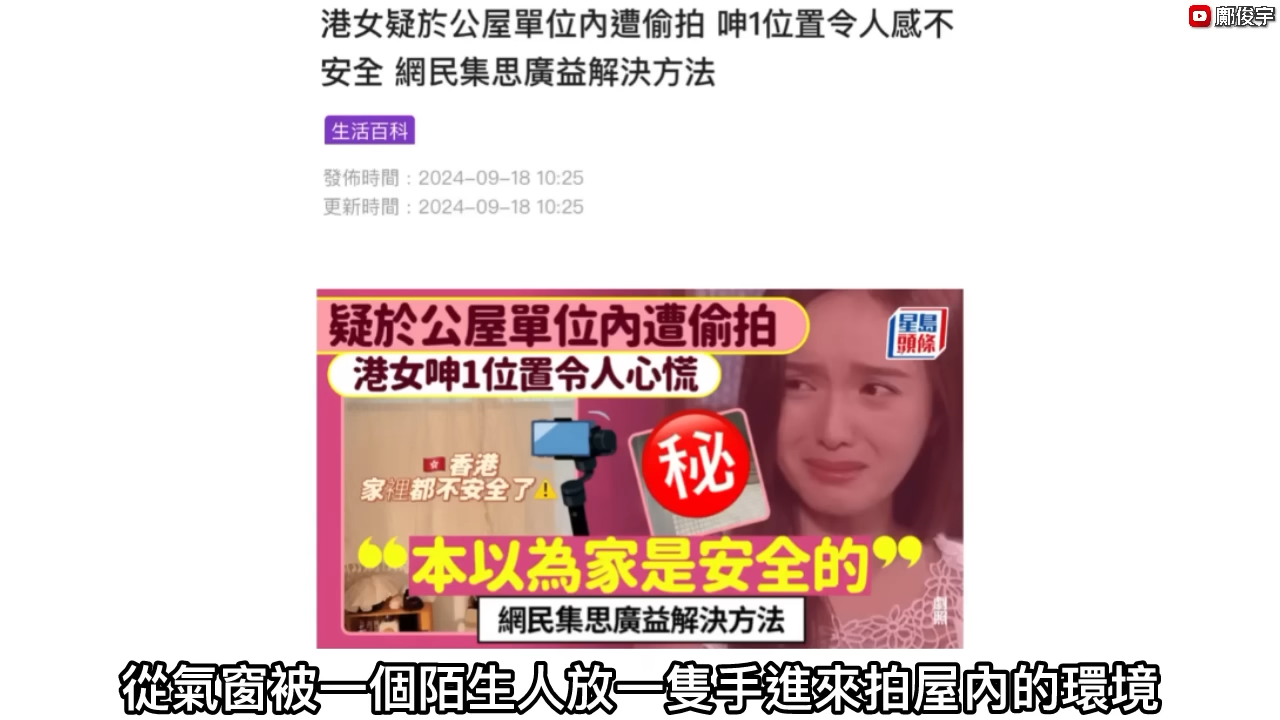 港女疑於公屋單位內遭偷拍 呻1位置令人感不
安全 網民集思廣益解決方法
鄺俊宇
生活百科
發佈時間：2024-09-18 10:25
更新時間：2024-09-18 10:25
疑於公屋單位內遭偷拍
港女呻1位置令人心慌
星島
頭條
秘
香港
家裡都不安全了
“本以為家是安全的”
劇照
網民集思廣益解決方法
從氣窗被一個陌生人放一隻手進來拍屋內的環境